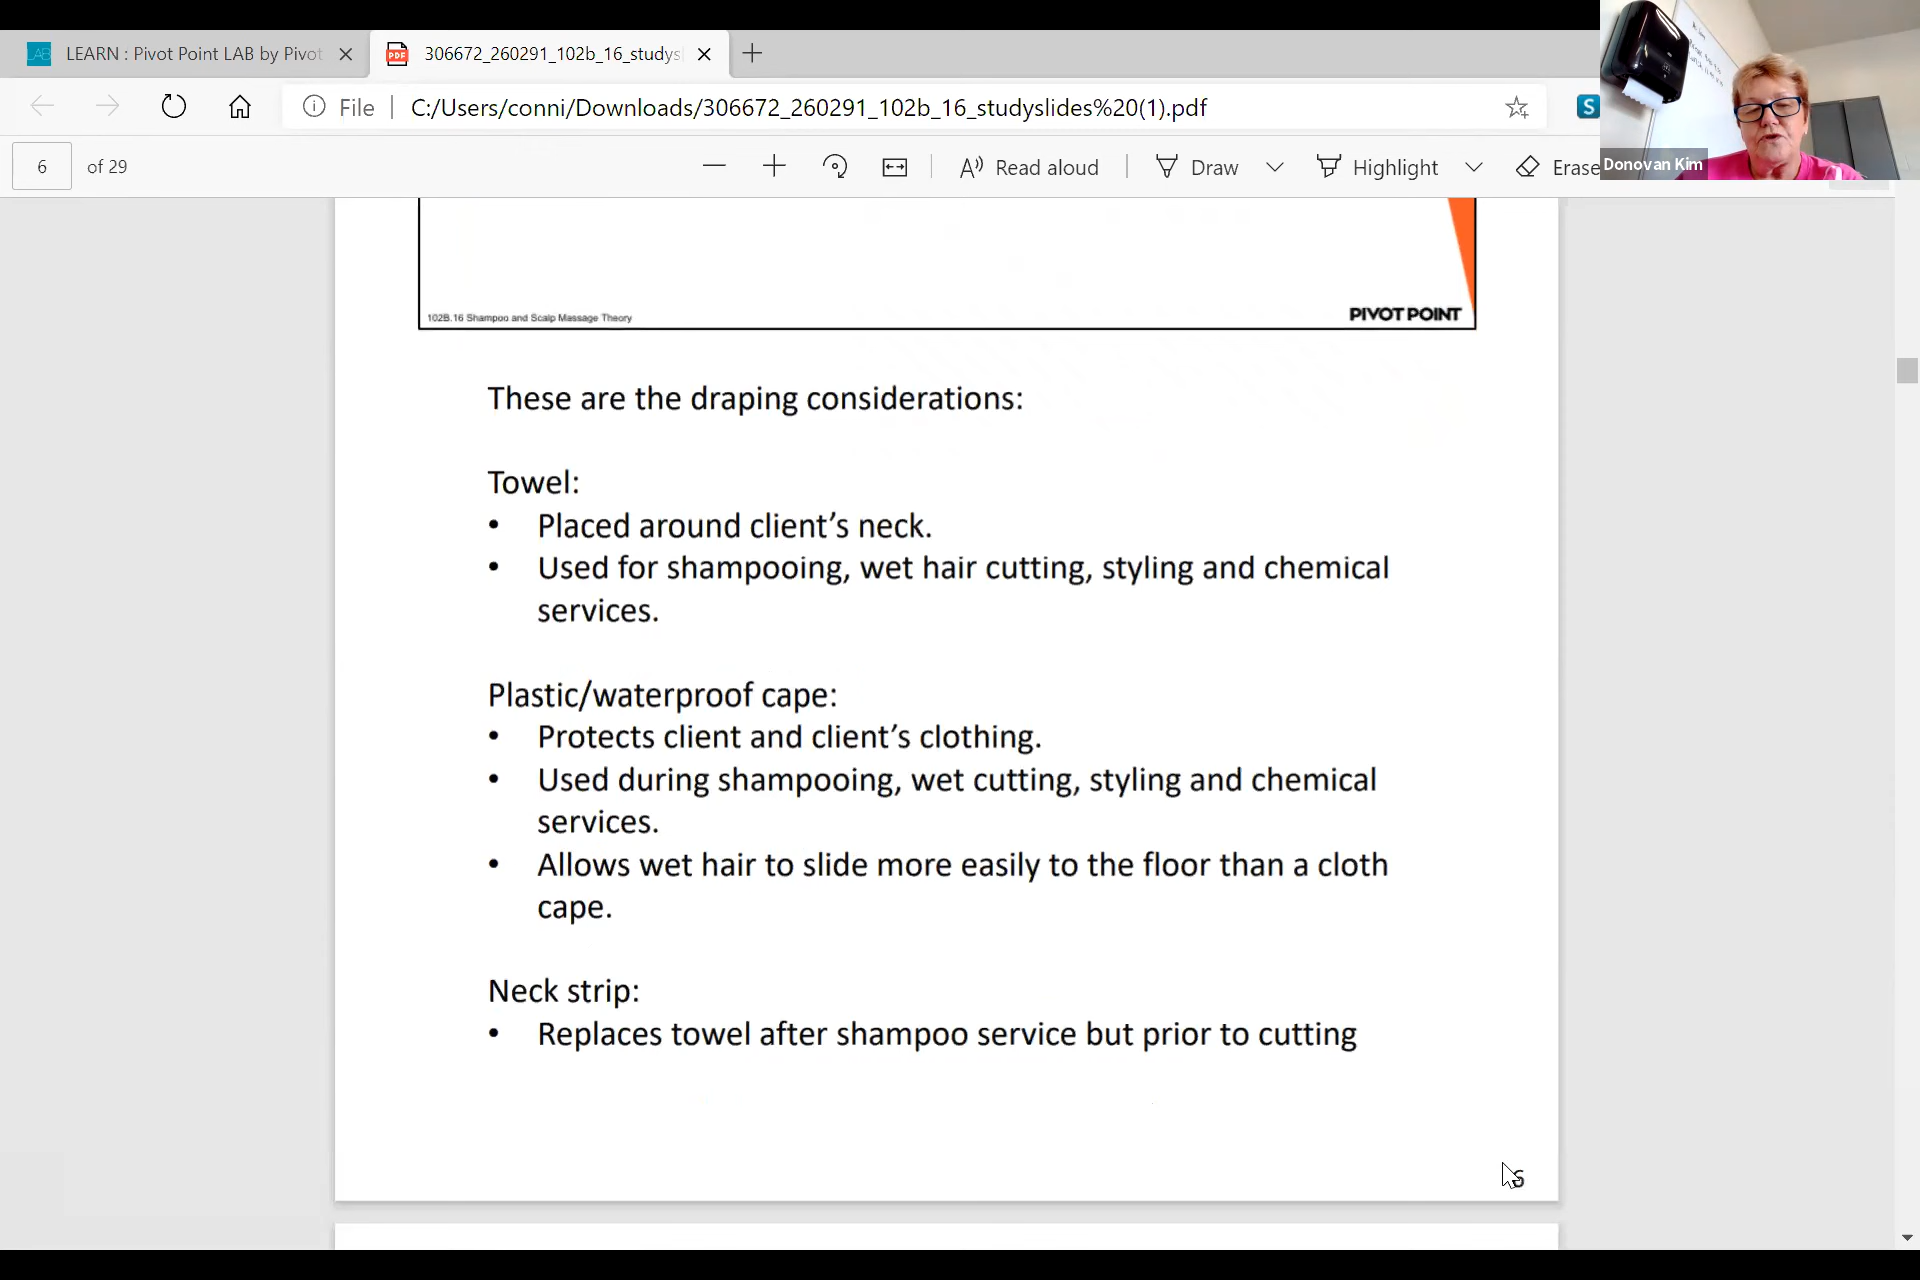 LEARN : Pivot Point LAB by Pivot
306672_260291_102b_16_studys
File
C:/Users/conni/Downloads/306672_260291_102b_16_studyslides%20(1).pdf
S
6 of 29
Read aloud
Draw
Highlight
Erase
Donovan Kim
102B.16 Shampoo and Scalp Massage Theory
PIVOT POINT
These are the draping considerations:
Towel:
• Placed around client’s neck.
• Used for shampooing, wet hair cutting, styling and chemical
services.
Plastic/waterproof cape:
• Protects client and client’s clothing.
• Used during shampooing, wet cutting, styling and chemical
services.
• Allows wet hair to slide more easily to the floor than a cloth
cape.
Neck strip:
• Replaces towel after shampoo service but prior to cutting